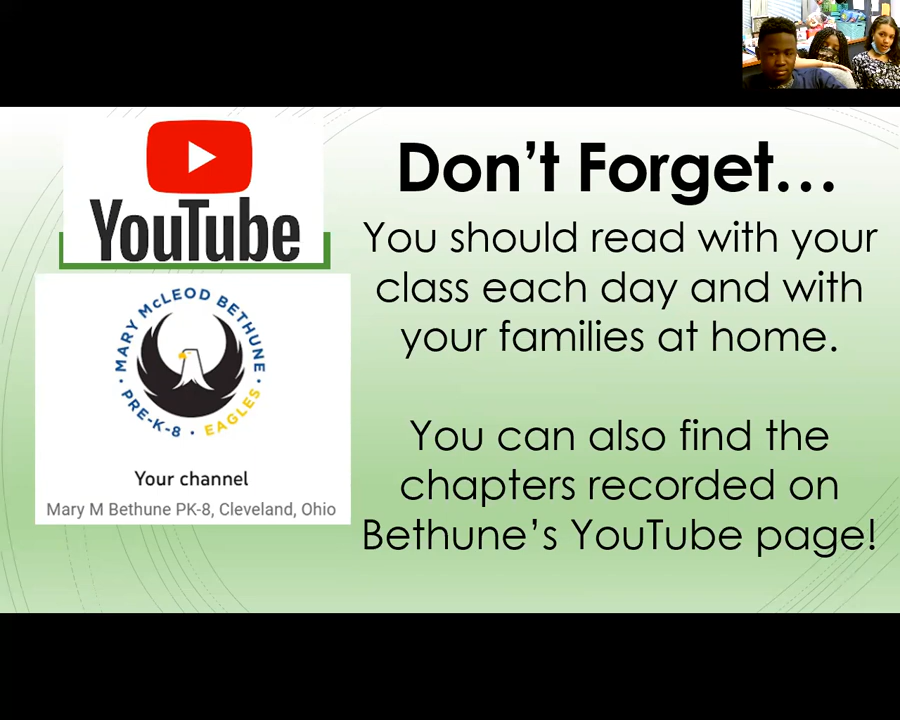 YouTube
MARY McLEOD BETHUNE
PRE-K-8 • EAGLES
Your channel
Mary M Bethune PK-8, Cleveland, Ohio
Don't Forget...
You should read with your
class each day and with
your families at home.
You can also find the
chapters recorded on
Bethune's YouTube page!